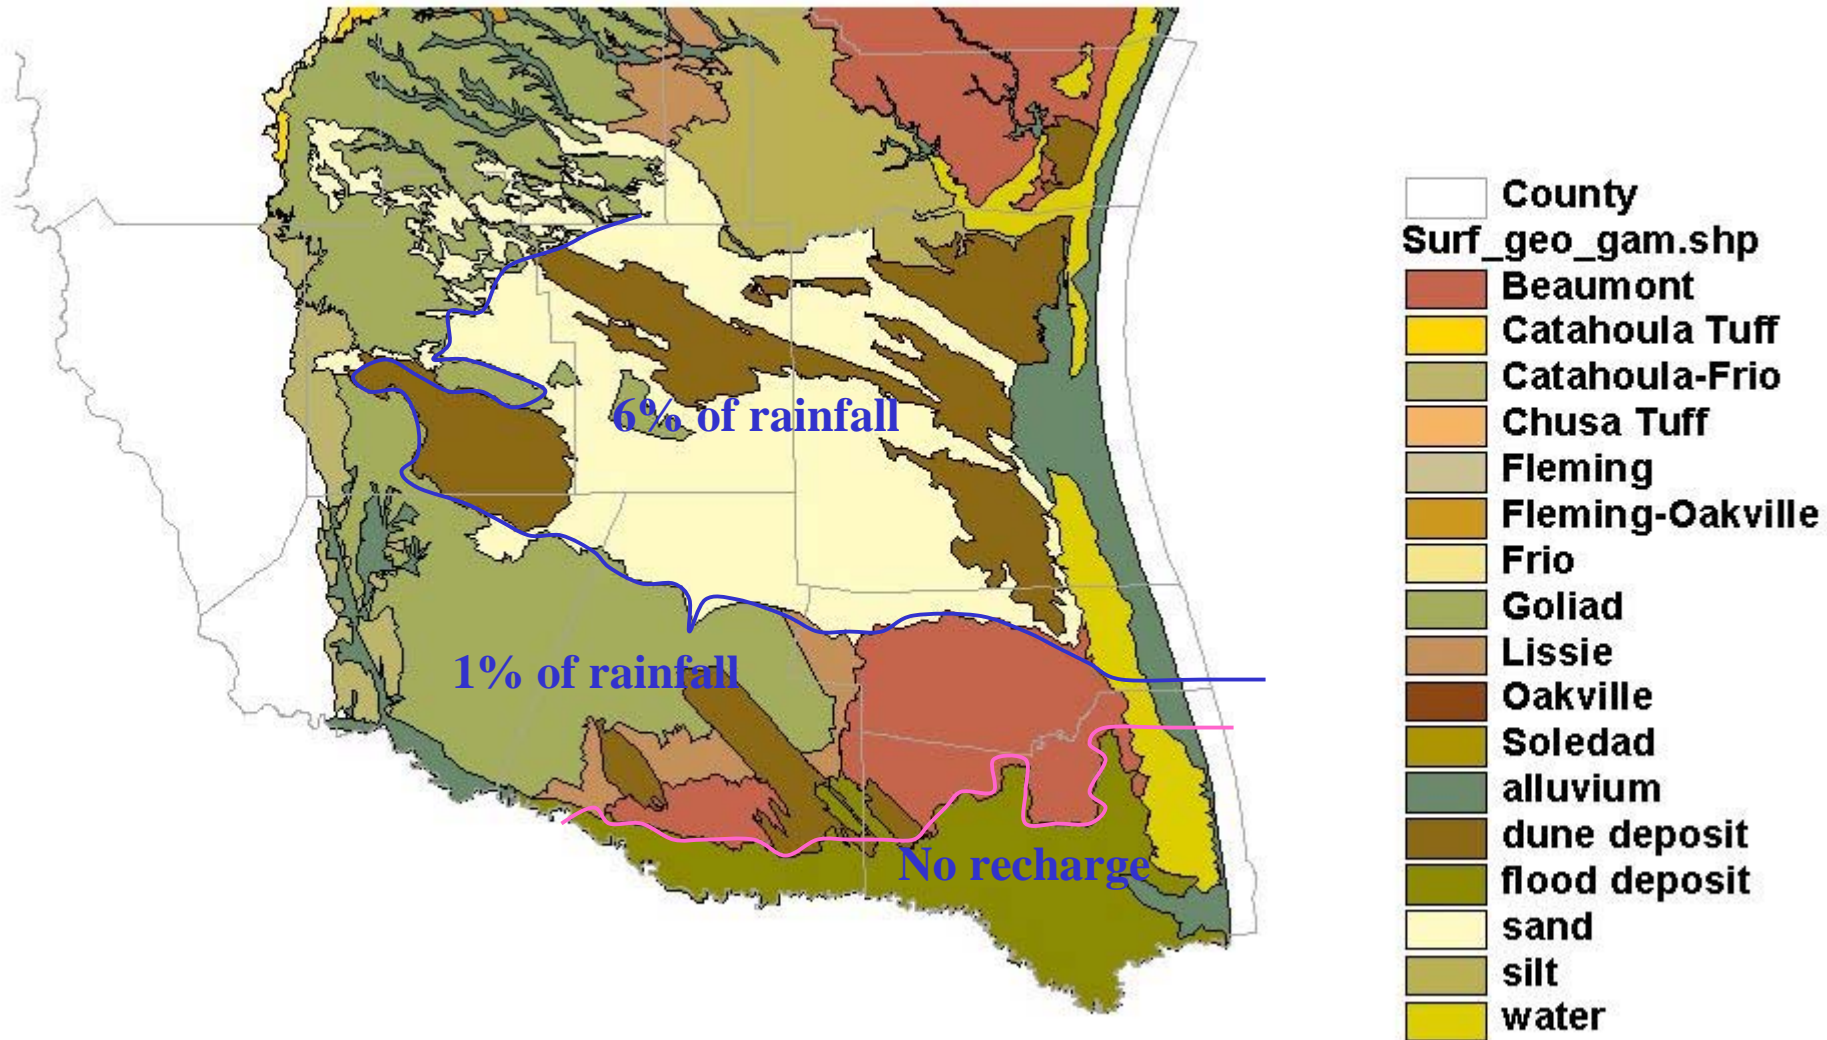 6% of rainfall
1% of rainfall
No recharge
County
Surf_geo_gam.shp
Beaumont
Catahoula Tuff
Catahoula-Frio
Chusa Tuff
Fleming
Fleming-Oakville
Frio
Goliad
Lissie
Oakville
Soledad
alluvium
dune deposit
flood deposit
sand
silt
water